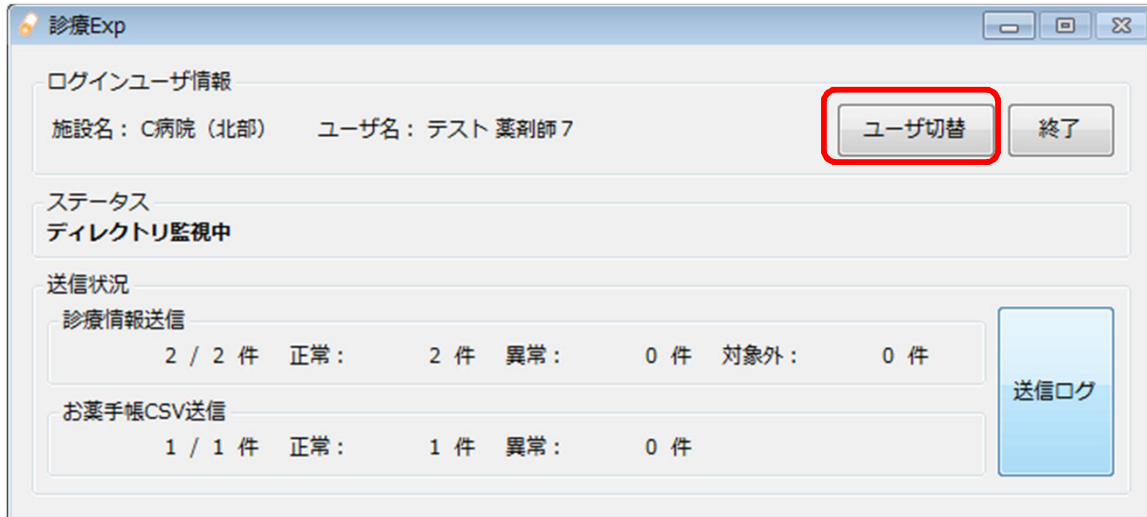 診療Exp
ログインユーザ情報
施設名： C病院（北部） ユーザ名： テスト 薬剤師７ ユーザ切替 終了
ステータス
ディレクトリ監視中
送信状況
診療情報送信
2 / 2 件 正常： 2 件 異常： 0 件 対象外： 0 件
送信ログ
お薬手帳CSV送信
1 / 1 件 正常： 1 件 異常： 0 件